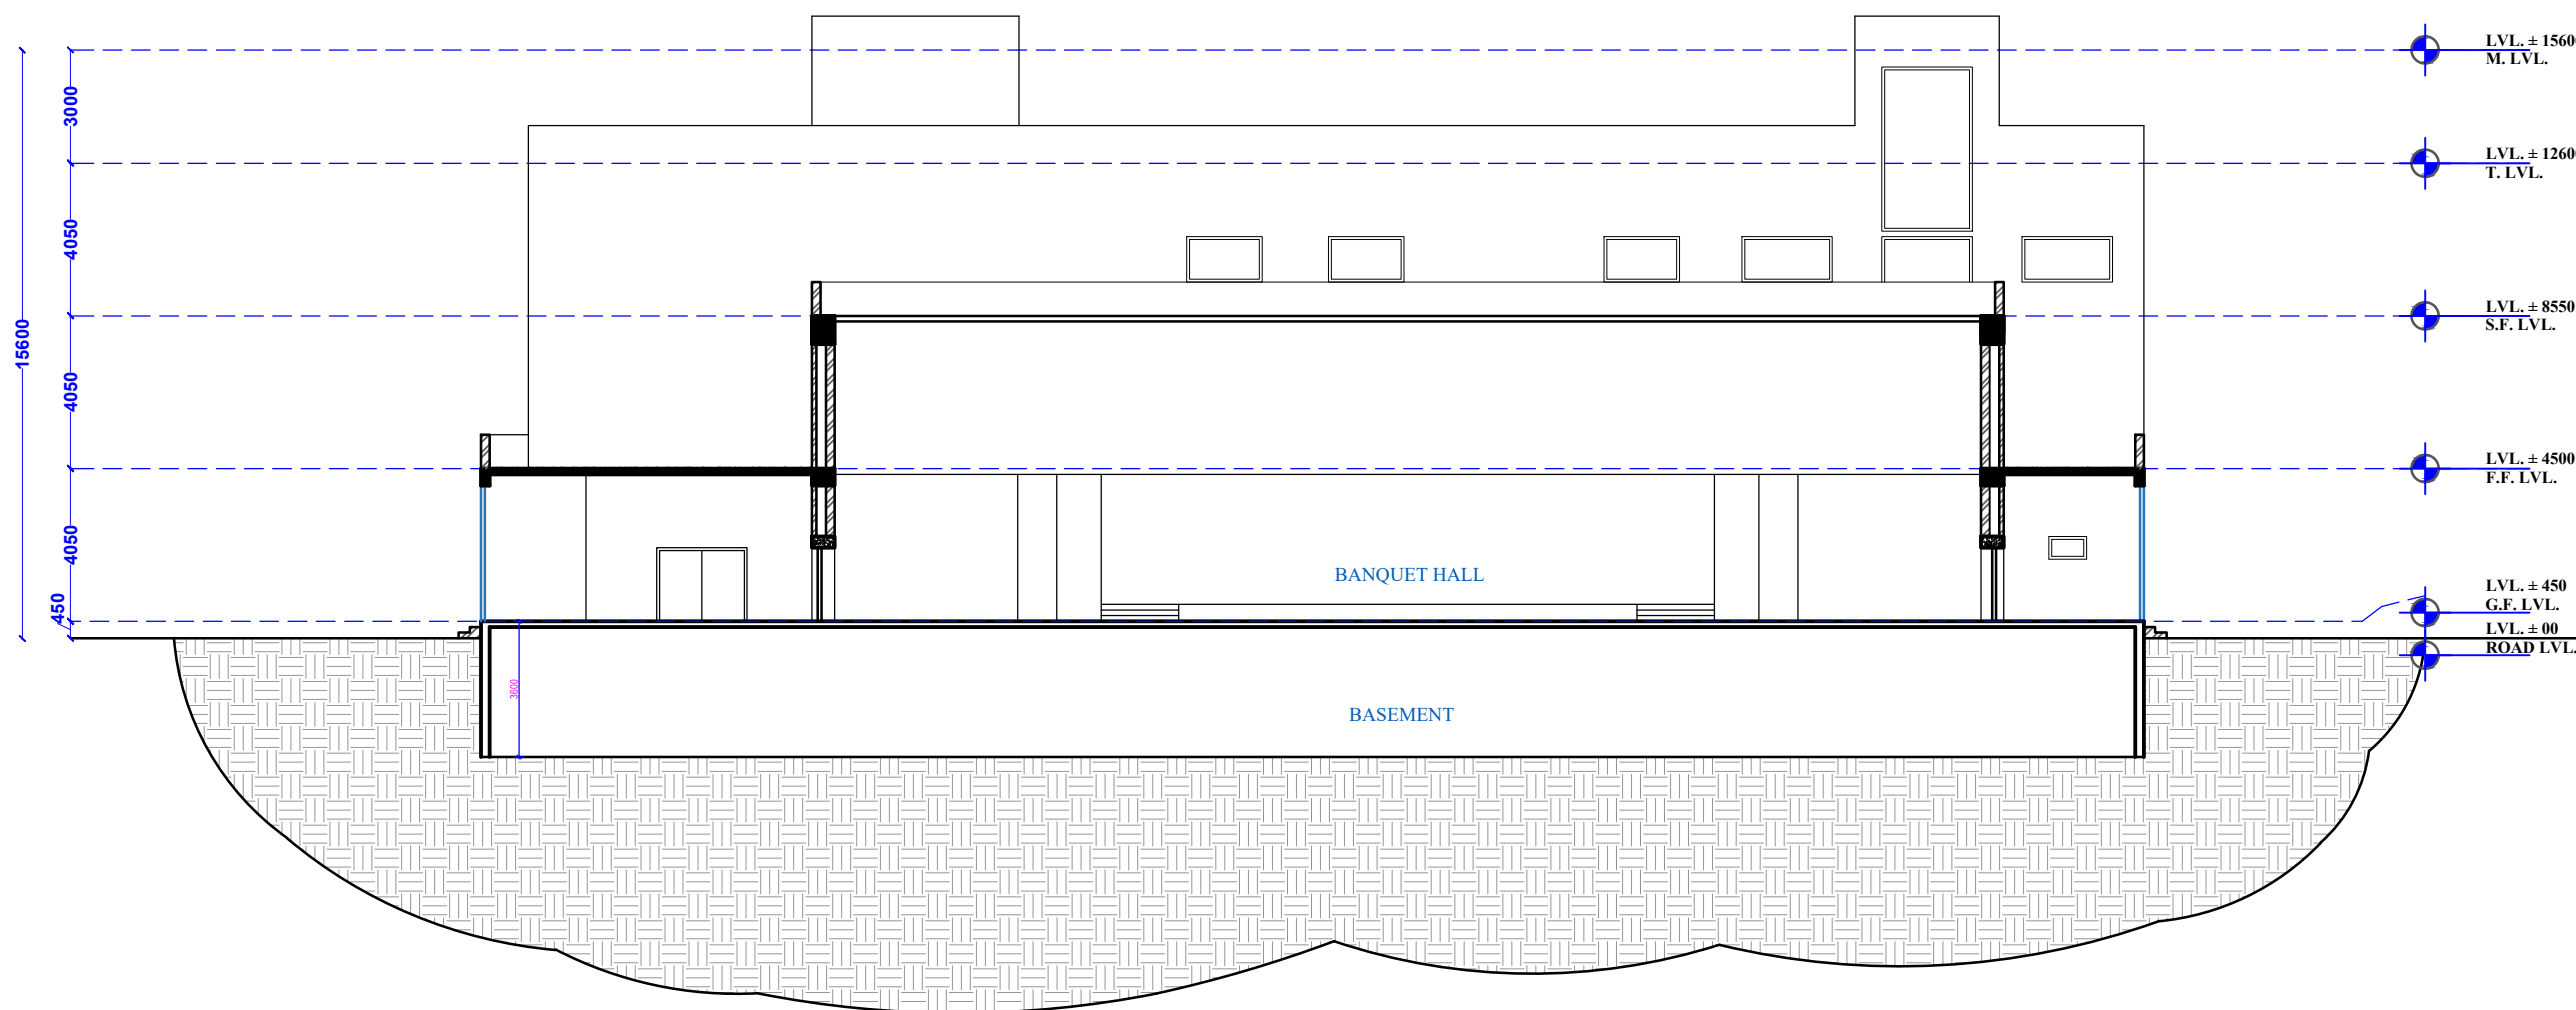 LVL. ± 1560
M. LVL.
3000
LVL. ± 1260
T. LVL.
4050
LVL. ± 8550
S.F. LVL.
15600
4050
LVL. ± 4500
F.F. LVL.
4050
BANQUET HALL
450
LVL. ± 450
G.F. LVL.
LVL. ± 00
ROAD LVL.
3600
BASEMENT